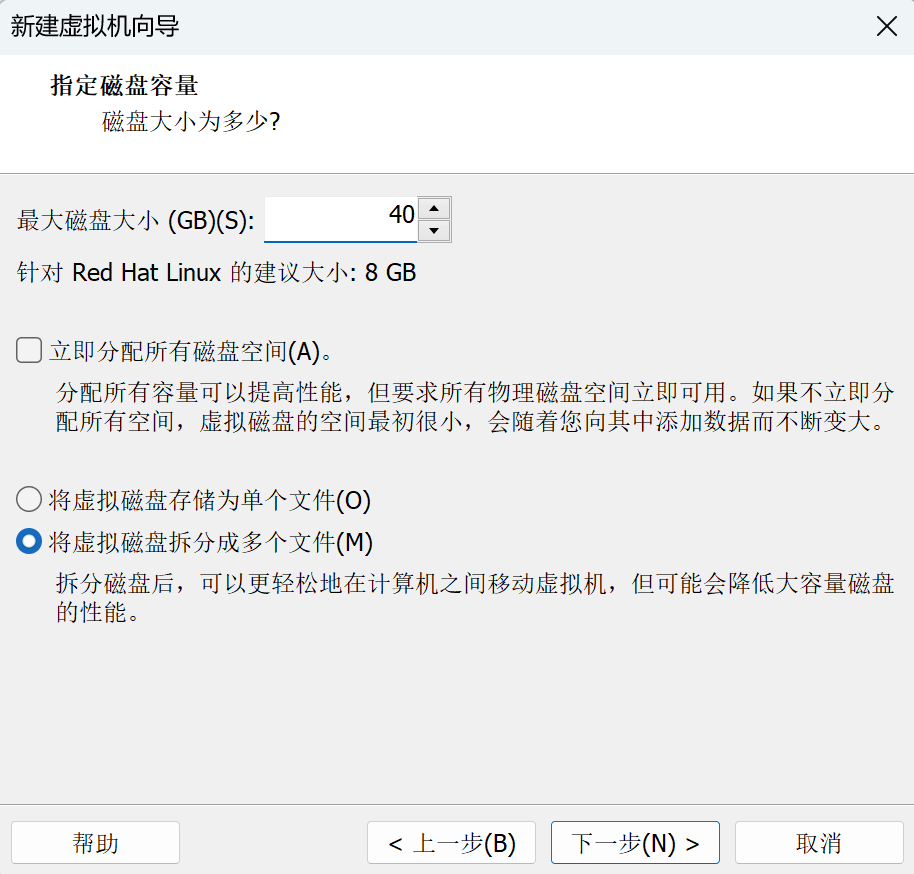 新建虚拟机向导
指定磁盘容量
磁盘大小为多少?
最大磁盘大小 (GB)(S): 40
针对 Red Hat Linux 的建议大小: 8 GB
立即分配所有磁盘空间(A)。
分配所有容量可以提高性能，但要求所有物理磁盘空间立即可用。如果不立即分
配所有空间，虚拟磁盘的空间最初很小，会随着您向其中添加数据而不断变大。
将虚拟磁盘存储为单个文件(O)
将虚拟磁盘拆分成多个文件(M)
拆分磁盘后，可以更轻松地在计算机之间移动虚拟机，但可能会降低大容量磁盘
的性能。
帮助 < 上一步(B) 下一步(N) > 取消